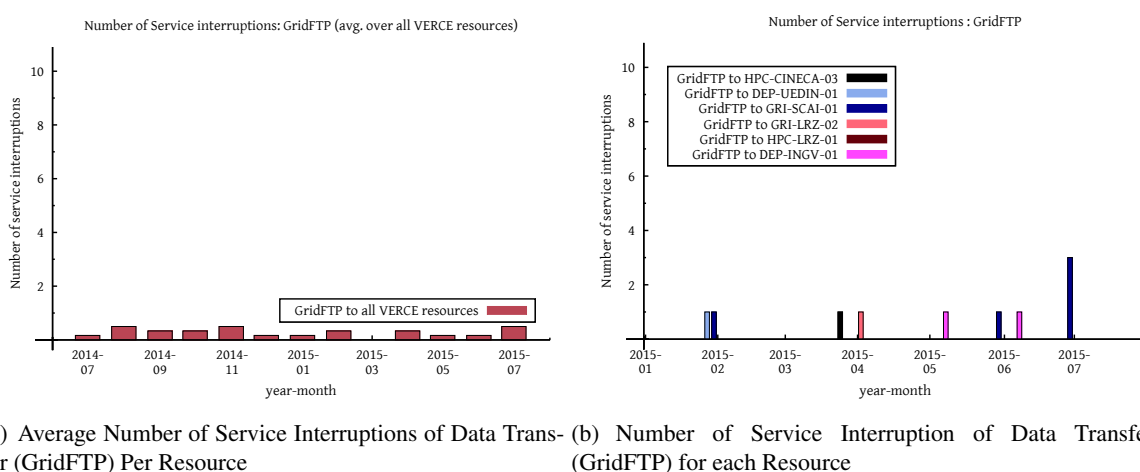 Number of Service interruptions: GridFTP (avg. over all VERCE resources)
Number of service interruptions
10
8
6
4
2
GridFTP to all VERCE resources
2014-07
2014-09
2014-11
2015-01
2015-03
2015-05
2015-07
year-month
) Average Number of Service Interruptions of Data Trans-
r (GridFTP) Per Resource
Number of Service interruptions : GridFTP
Number of service interruptions
10
8
6
4
2
GridFTP to HPC-CINECA-03
GridFTP to DEP-UEDIN-01
GridFTP to GRI-SCAI-01
GridFTP to GRI-LRZ-02
GridFTP to HPC-LRZ-01
GridFTP to DEP-INGV-01
2015-01
2015-02
2015-03
2015-04
2015-05
2015-06
2015-07
year-month
(b) Number of Service Interruption of Data Transfe
(GridFTP) for each Resource